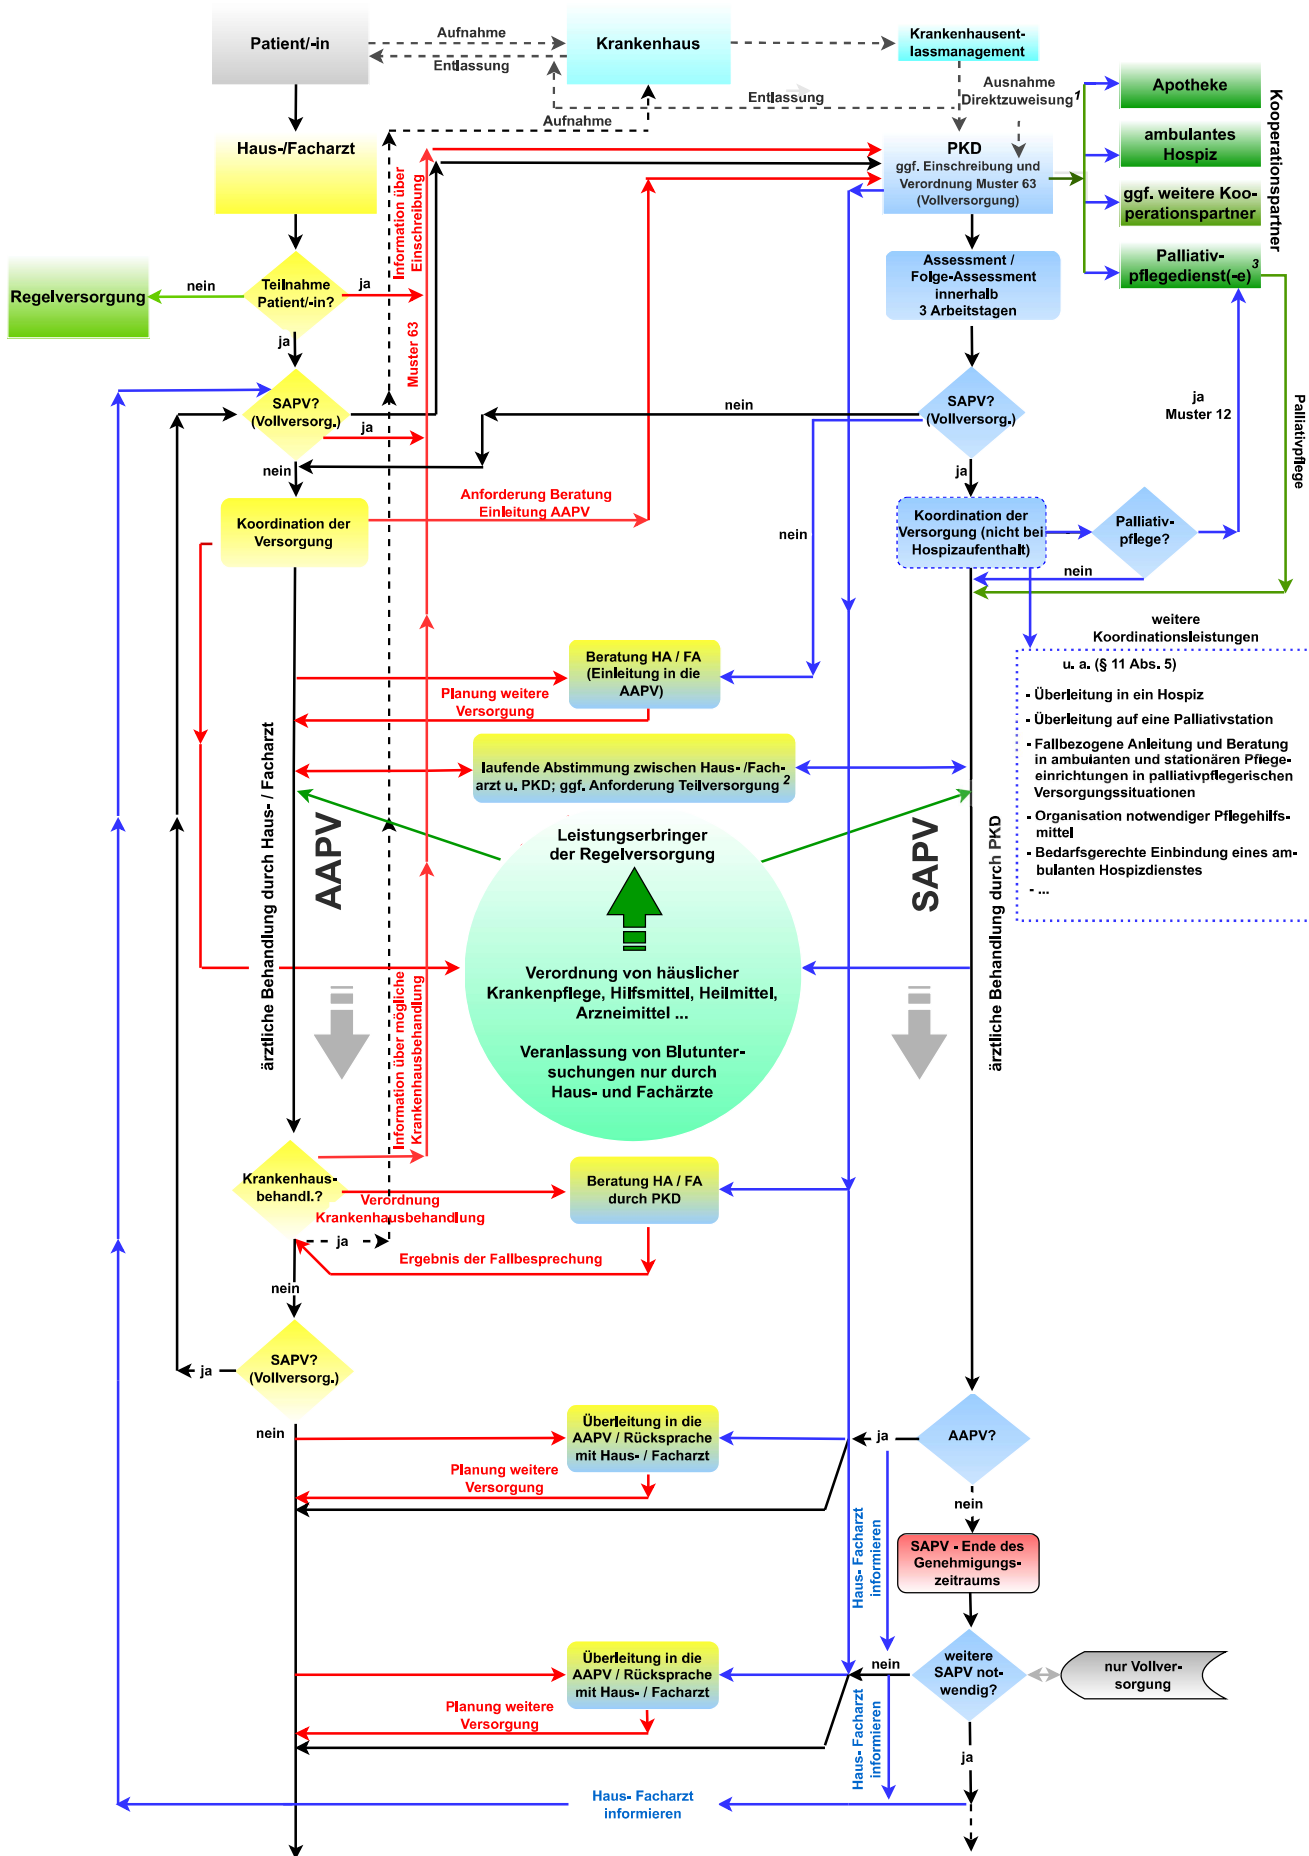 Patient/-in
Aufnahme
Entlassung
Krankenhaus
Krankenhausent-
lassmanagement
Entlassung
Aufnahme
Ausnahme
Direktzuweisung¹
Apotheke
ambulantes
Hospiz
ggf. weitere Koo-
perationspartner
Palliativ-
pflegedienst(-e)³
Kooperationspartner
Haus-/Facharzt
PKD
ggf. Einschreibung und
Verordnung Muster 63
(Vollversorgung)
Information über
Einschreibung
Muster 63
Regelversorgung
nein
Teilnahme
Patient/-in?
ja
ja
Assessment /
Folge-Assessment
innerhalb
3 Arbeitstagen
SAPV?
(Vollversorg.)
ja
nein
nein
SAPV?
(Vollversorg.)
ja
nein
ja
Muster 12
Palliativpflege
Koordination der
Versorgung
Anforderung Beratung
Einleitung AAPV
Koordination der
Versorgung (nicht bei
Hospizaufenthalt)
Palliativ-
pflege?
nein
weitere
Koordinationsleistungen
u. a. (§ 11 Abs. 5)
- Überleitung in ein Hospiz
- Überleitung auf eine Palliativstation
- Fallbezogene Anleitung und Beratung
in ambulanten und stationären Pflege-
einrichtungen in palliativpflegerischen
Versorgungssituationen
- Organisation notwendiger Pflegehilfs-
mittel
- Bedarfsgerechte Einbindung eines am-
bulanten Hospizdienstes
- ...
Beratung HA / FA
(Einleitung in die
AAPV)
Planung weitere
Versorgung
laufende Abstimmung zwischen Haus-/Fach-
arzt u. PKD; ggf. Anforderung Teilversorgung²
ärztliche Behandlung durch Haus- / Facharzt
AAPV
SAPV
ärztliche Behandlung durch PKD
Leistungserbringer
der Regelversorgung
Verordnung von häuslicher
Krankenpflege, Hilfsmittel, Heilmittel,
Arzneimittel ...
Veranlassung von Blutunter-
suchungen nur durch
Haus- und Fachärzte
Information über mögliche
Krankenhausbehandlung
Krankenhaus-
behandl.?
Verordnung
Krankenhausbehandlung
Beratung HA / FA
durch PKD
ja
Ergebnis der Fallbesprechung
nein
SAPV?
(Vollversorg.)
ja
nein
Überleitung in die
AAPV / Rücksprache
mit Haus- / Facharzt
Planung weitere
Versorgung
ja
AAPV?
nein
Haus- Facharzt
informieren
SAPV - Ende des
Genehmigungs-
zeitraums
Überleitung in die
AAPV / Rücksprache
mit Haus- / Facharzt
Planung weitere
Versorgung
nein
weitere
SAPV not-
wendig?
nur Vollver-
sorgung
Haus- Facharzt
informieren
ja
Haus- Facharzt
informieren